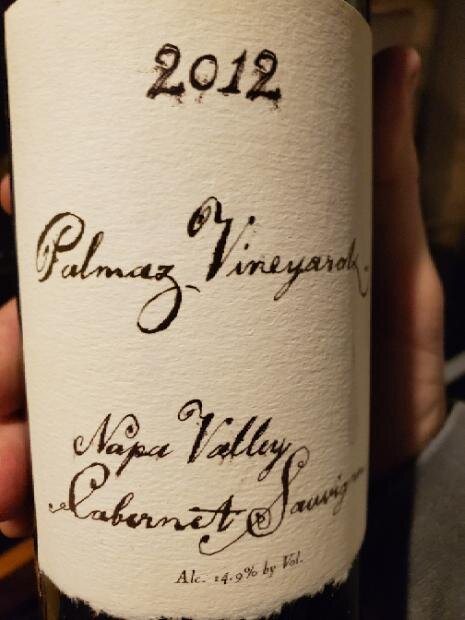 2012
Palmaz Vineyards
Napa Valley
Cabernet Sauvignon
Alc. 14.9% by Vol.